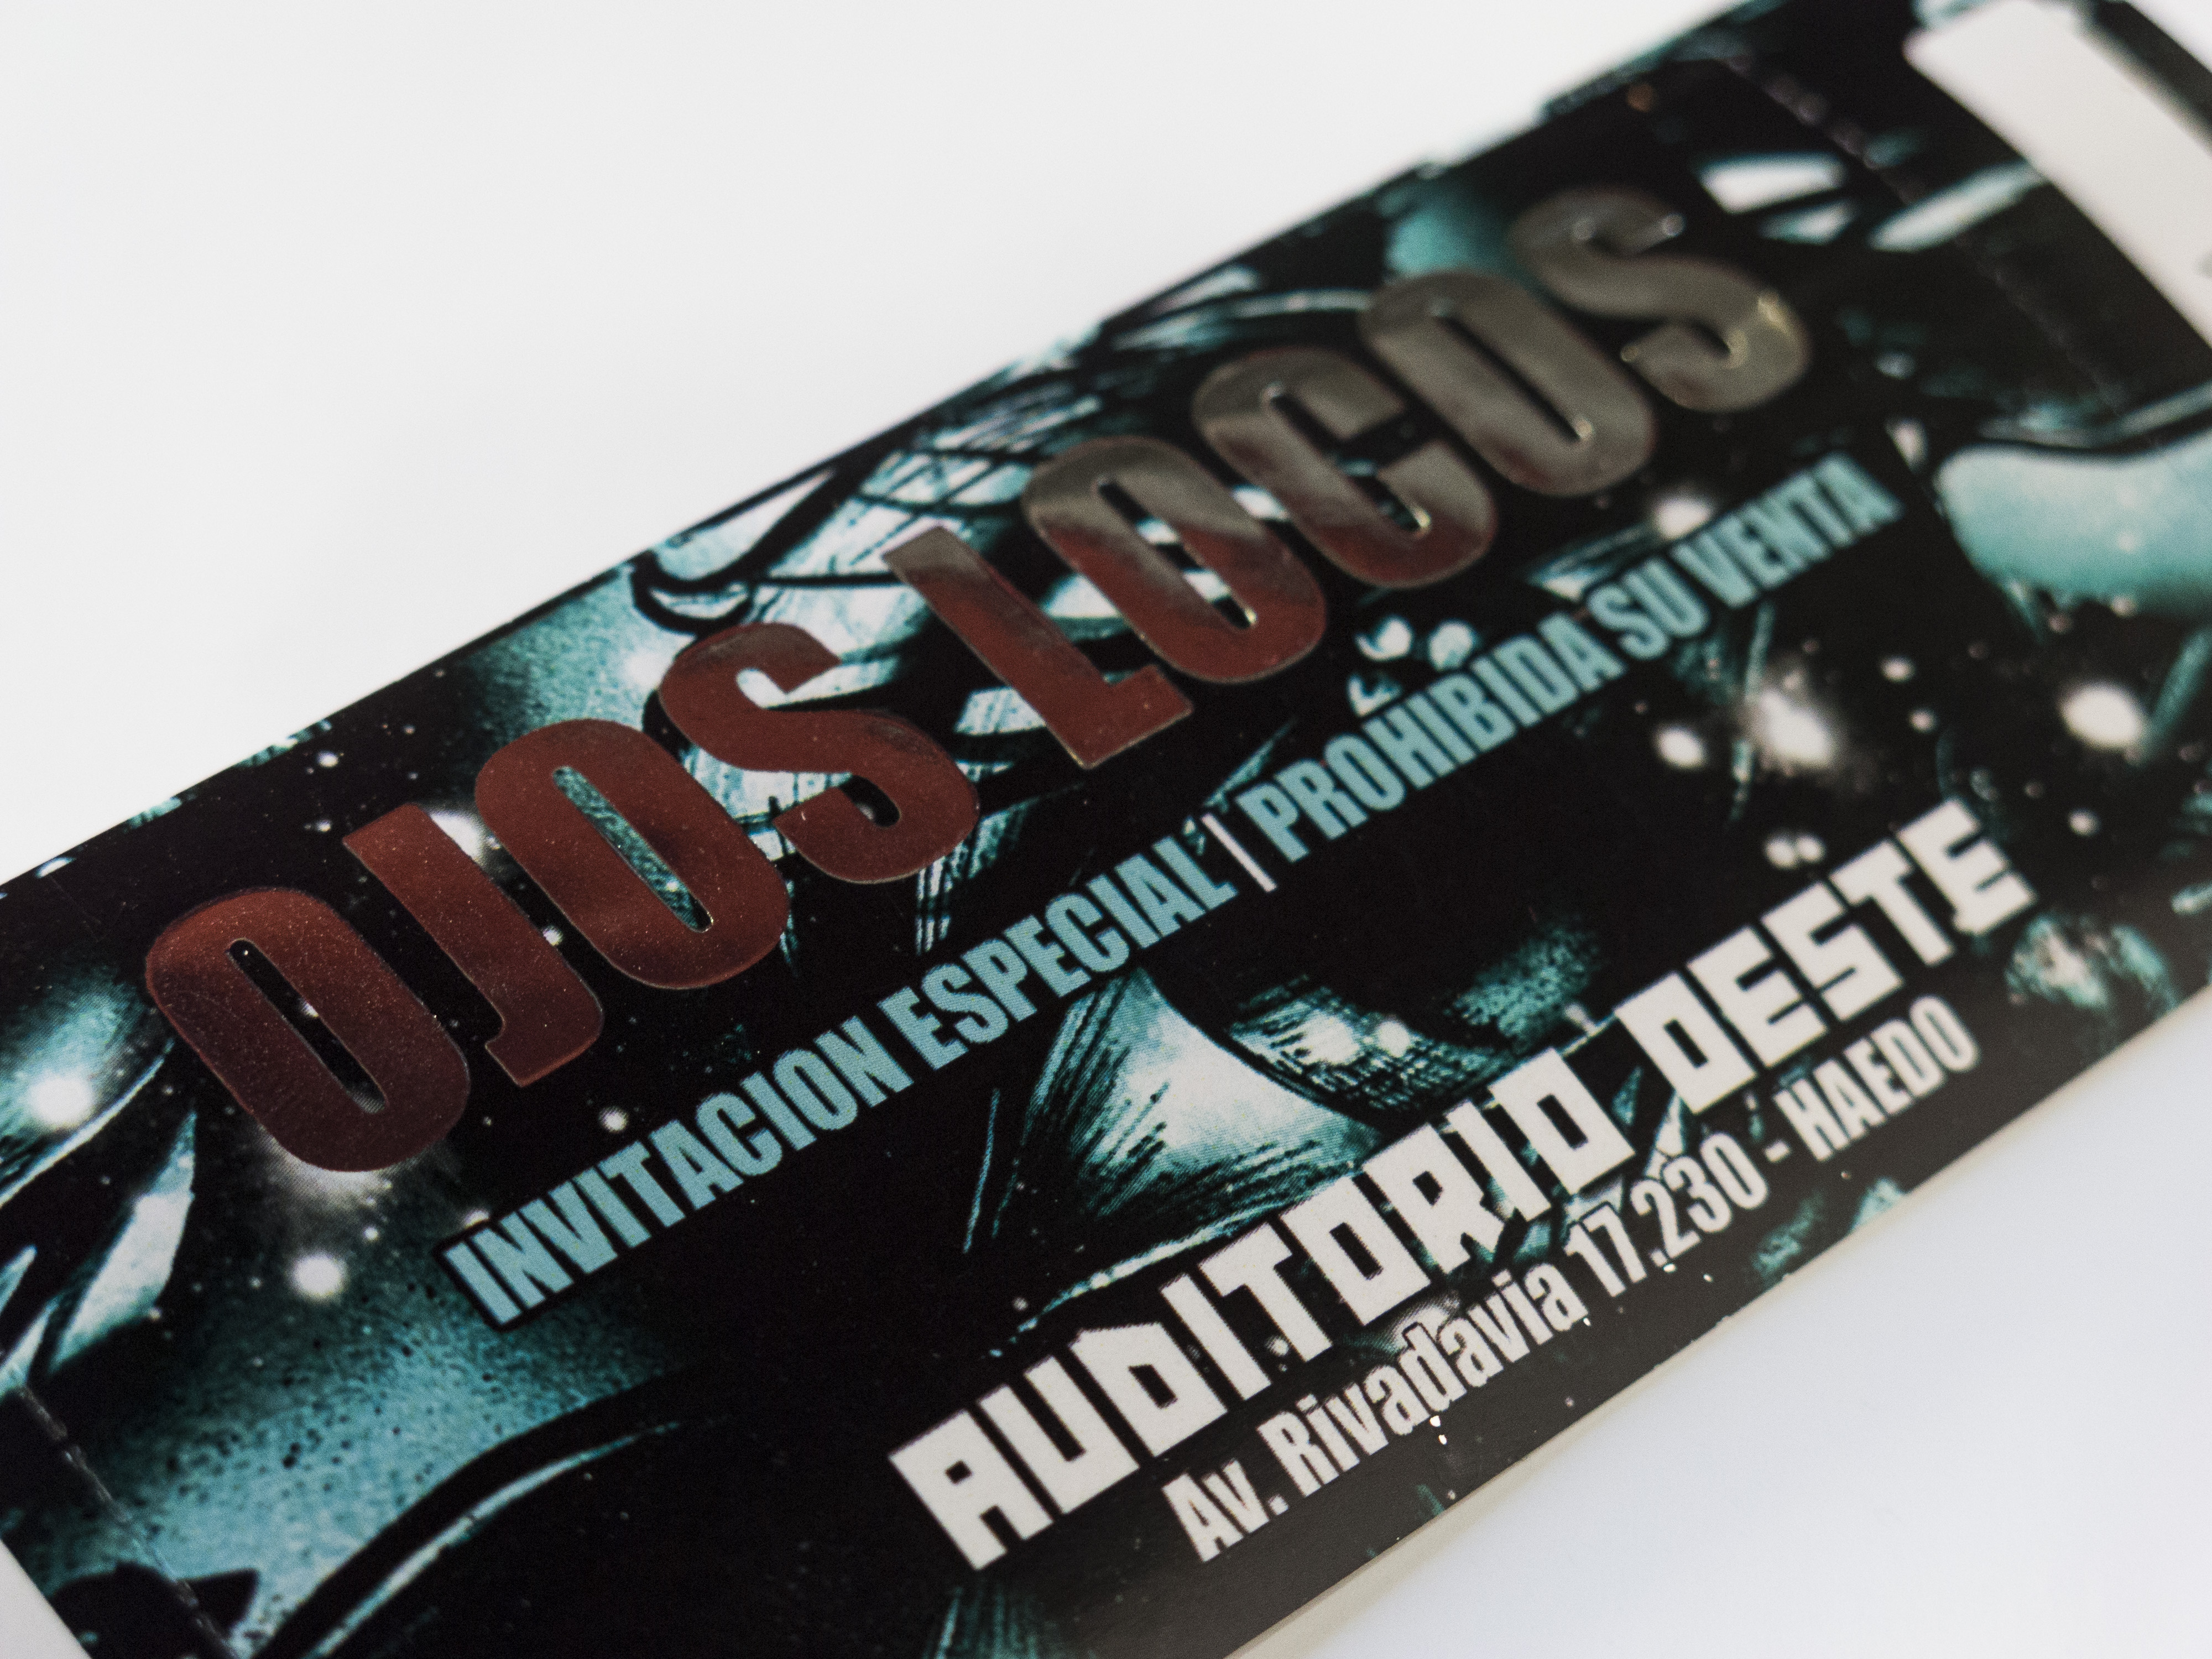 OJOS LOCOS
INVITACION ESPECIAL | PROHIBIDA SU VENTA
AUDITORIO OESTE
Av. Rivadavia 17.230 - HAEDO